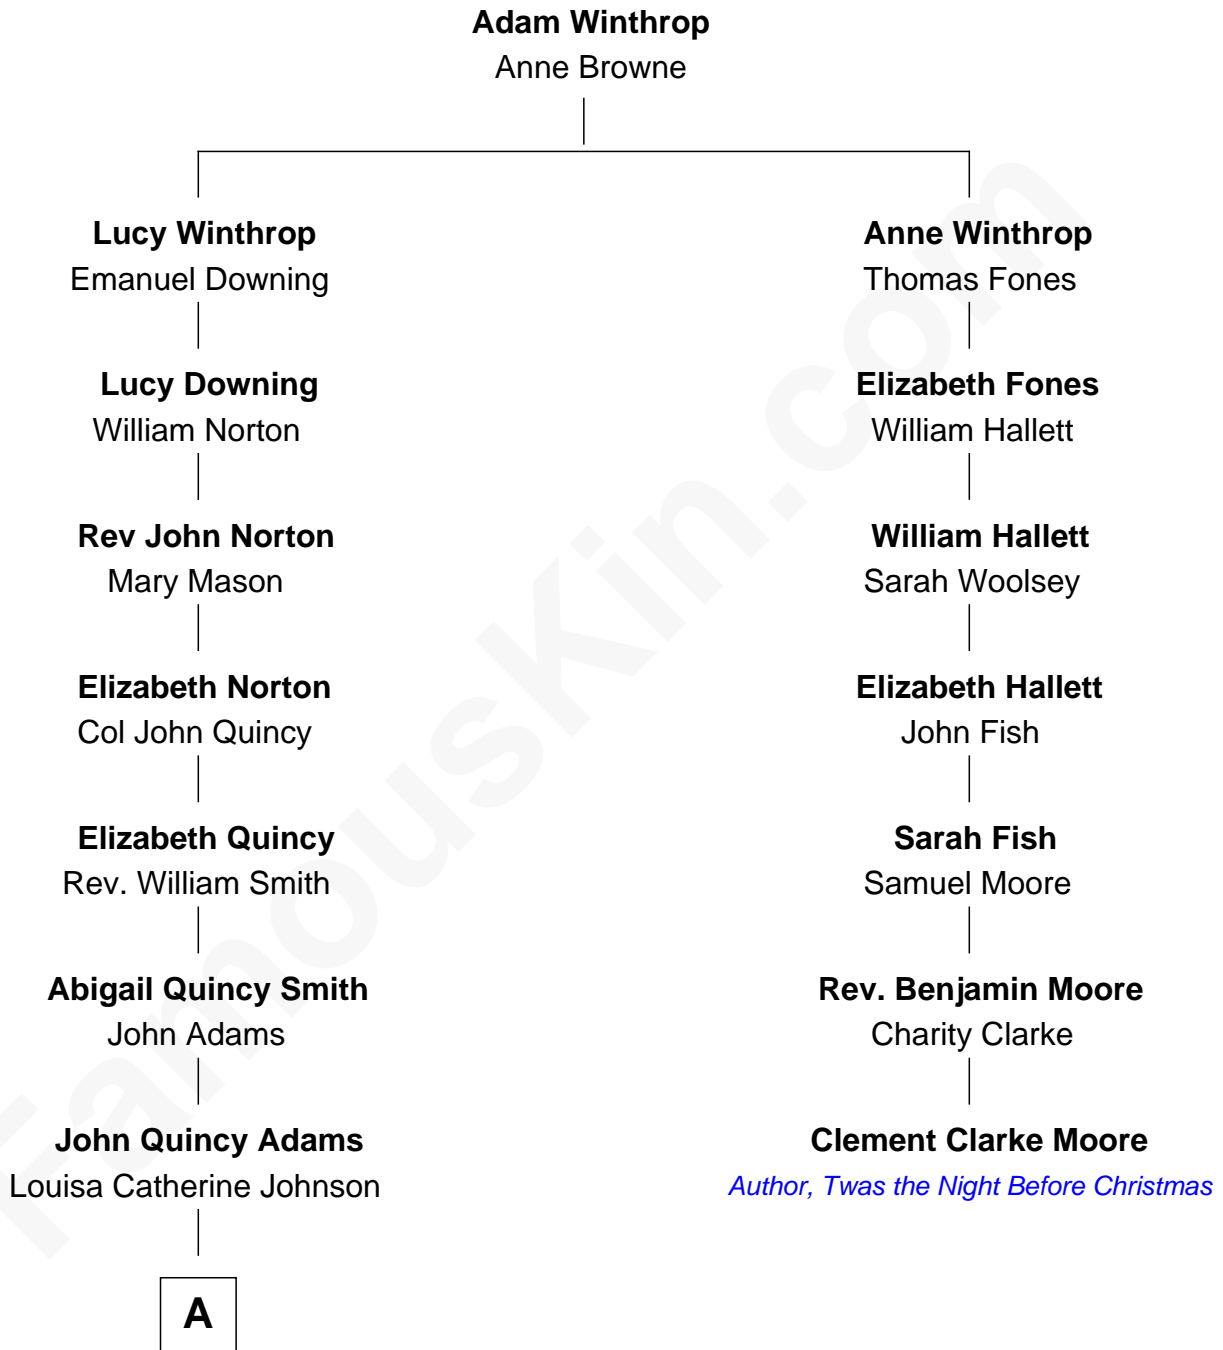 Adam Winthrop
Anne Browne
Lucy Winthrop
Emanuel Downing
Lucy Downing
William Norton
Rev John Norton
Mary Mason
Elizabeth Norton
Col John Quincy
Elizabeth Quincy
Rev. William Smith
Abigail Quincy Smith
John Adams
John Quincy Adams
Louisa Catherine Johnson
A
Anne Winthrop
Thomas Fones
Elizabeth Fones
William Hallett
William Hallett
Sarah Woolsey
Elizabeth Hallett
John Fish
Sarah Fish
Samuel Moore
Rev. Benjamin Moore
Charity Clarke
Clement Clarke Moore
Author, Twas the Night Before Christmas
FamousKin.com